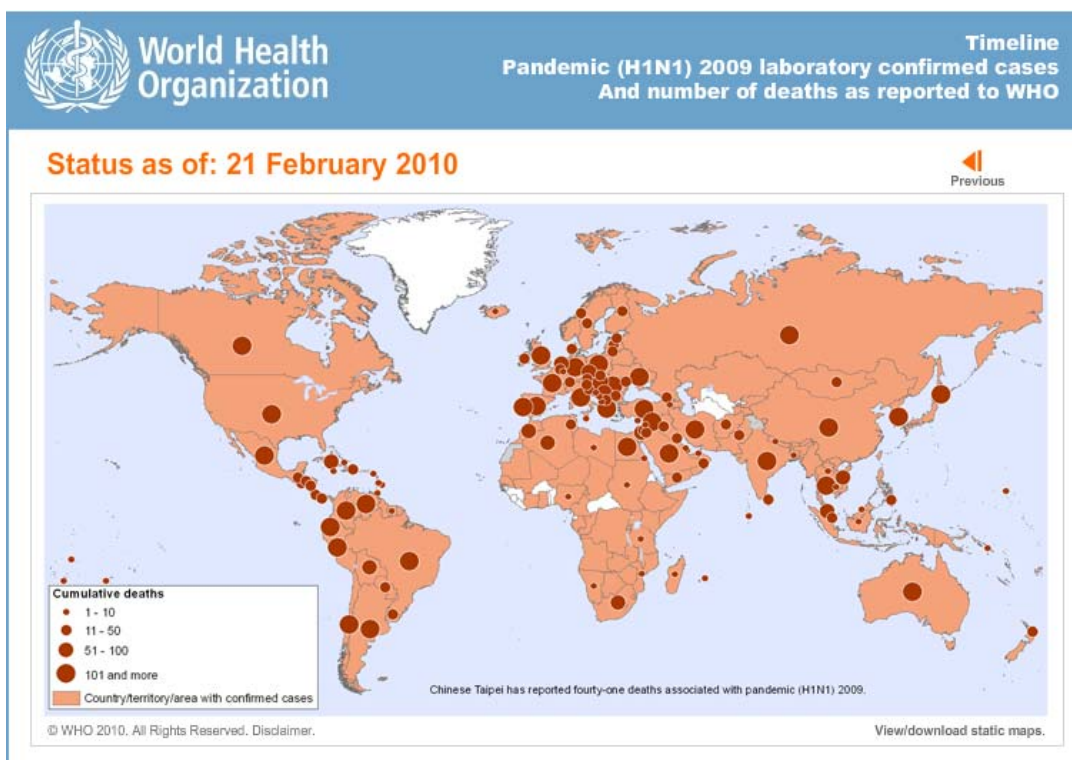 World Health
Organization
Timeline
Pandemic (H1N1) 2009 laboratory confirmed cases
And number of deaths as reported to WHO
Status as of: 21 February 2010
Previous
Cumulative deaths
1 - 10
11 - 50
51 - 100
101 and more
Country/territory/area with confirmed cases
Chinese Taipei has reported fourty-one deaths associated with pandemic (H1N1) 2009.
© WHO 2010. All Rights Reserved. Disclaimer.
View/download static maps.